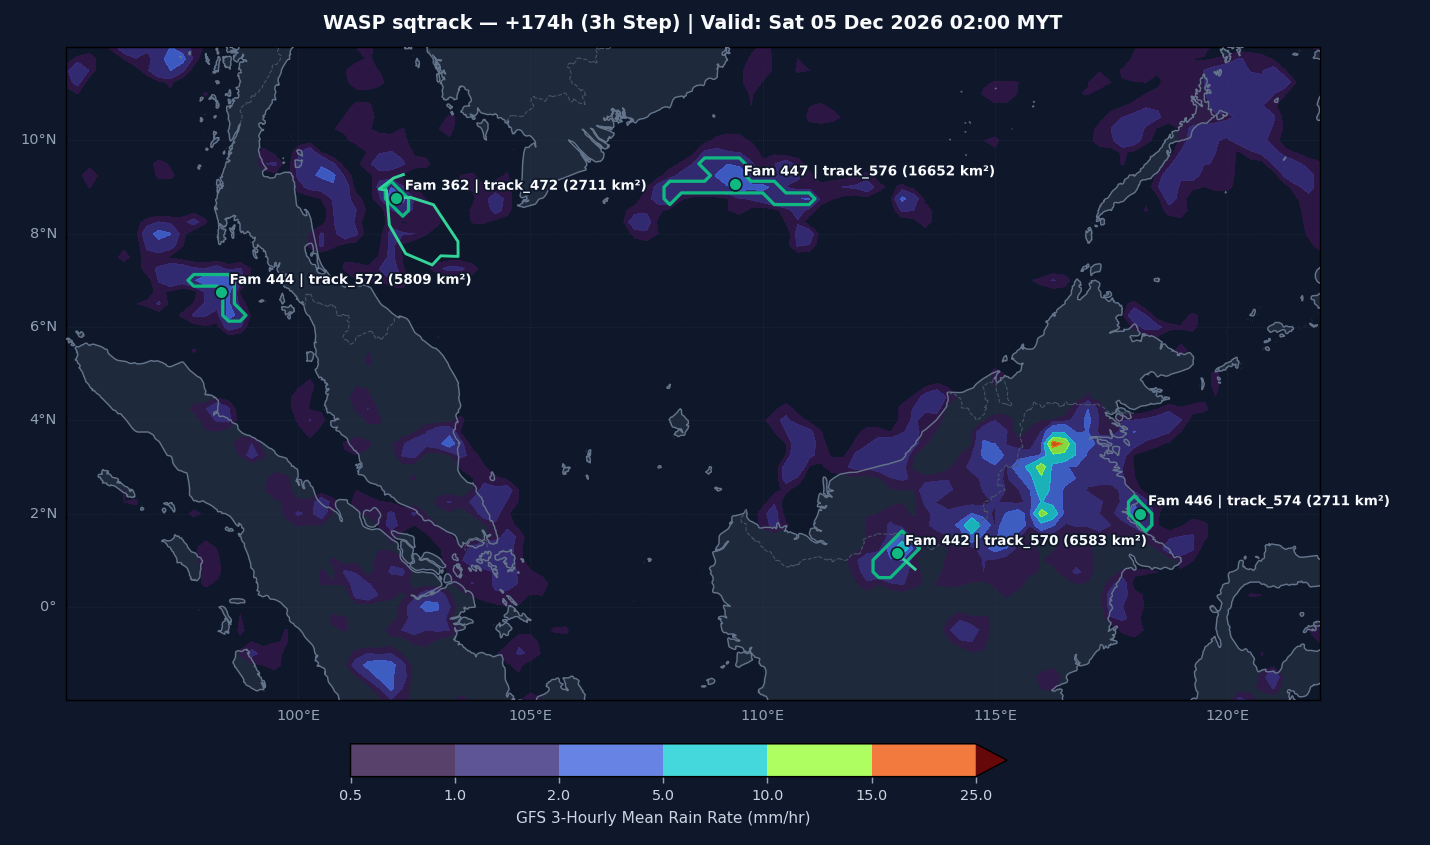 WASP sqtrack — +174h (3h Step) | Valid: Sat 05 Dec 2026 02:00 MYT
10°N
8°N
6°N
4°N
2°N
0°
Fam 447 | track_576 (16652 km²)
Fam 362 | track_472 (2711 km²)
Fam 444 | track_572 (5809 km²)
Fam 446 | track_574 (2711 km²)
Fam 442 | track_570 (6583 km²)
100°E 105°E 110°E 115°E 120°E
0.5 1.0 2.0 5.0 10.0 15.0 25.0
GFS 3-Hourly Mean Rain Rate (mm/hr)